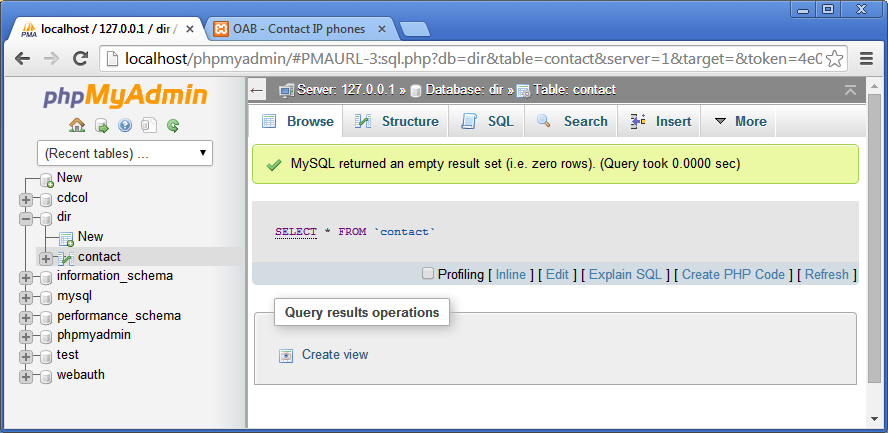 localhost / 127.0.0.1 / dir /
OAB - Contact IP phones
localhost/phpmyadmin/#PMAURL-3:sql.php?db=dir&table=contact&server=1&target=&token=4e0
phpMyAdmin
(Recent tables) ...
New
cdcol
dir
New
contact
information_schema
mysql
performance_schema
phpmyadmin
test
webauth
Server: 127.0.0.1 » Database: dir » Table: contact
Browse Structure SQL Search Insert More
MySQL returned an empty result set (i.e. zero rows). (Query took 0.0000 sec)
SELECT * FROM `contact`
Profiling [ Inline ] [ Edit ] [ Explain SQL ] [ Create PHP Code ] [ Refresh ]
Query results operations
Create view